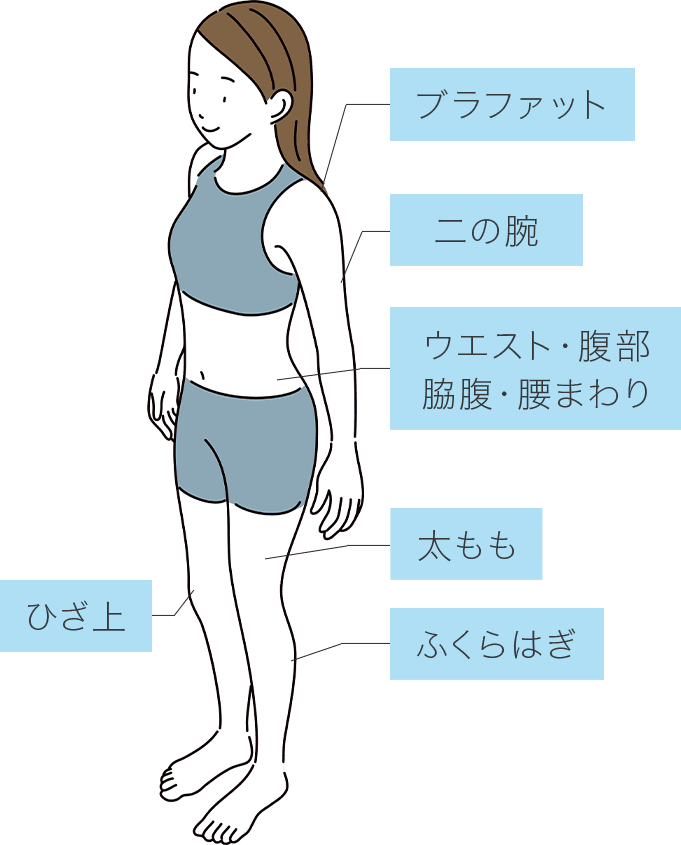 ブラファット
二の腕
ウエスト・腹部
脇腹・腰まわり
太もも
ひざ上
ふくらはぎ